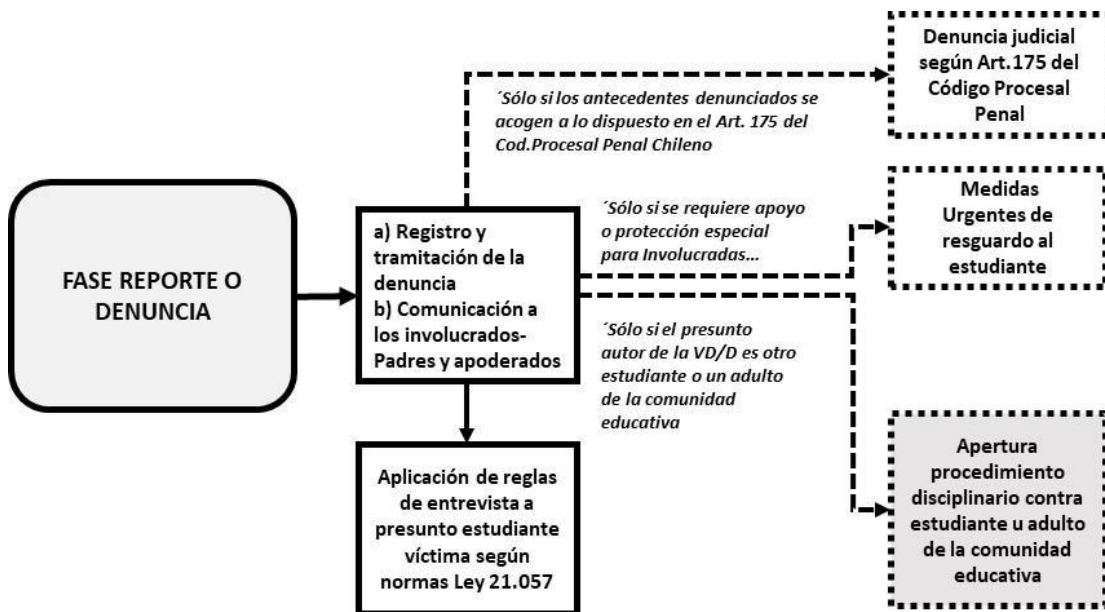 FASE REPORTE O
DENUNCIA
a) Registro y
tramitación de la
denuncia
b) Comunicación a
los involucrados-
Padres y apoderados
Aplicación de reglas
de entrevista a
presunto estudiante
víctima según
normas Ley 21.057
´Sólo si los antecedentes denunciados se
acogen a lo dispuesto en el Art. 175 del
Cod.Procesal Penal Chileno
Denuncia judicial
según Art.175 del
Código Procesal
Penal
´Sólo si se requiere apoyo
o protección especial
para Involucradas...
Medidas
Urgentes de
resguardo al
estudiante
´Sólo si el presunto
autor de la VD/D es otro
estudiante o un adulto
de la comunidad
educativa
Apertura
procedimiento
disciplinario contra
estudiante u adulto
de la comunidad
educativa